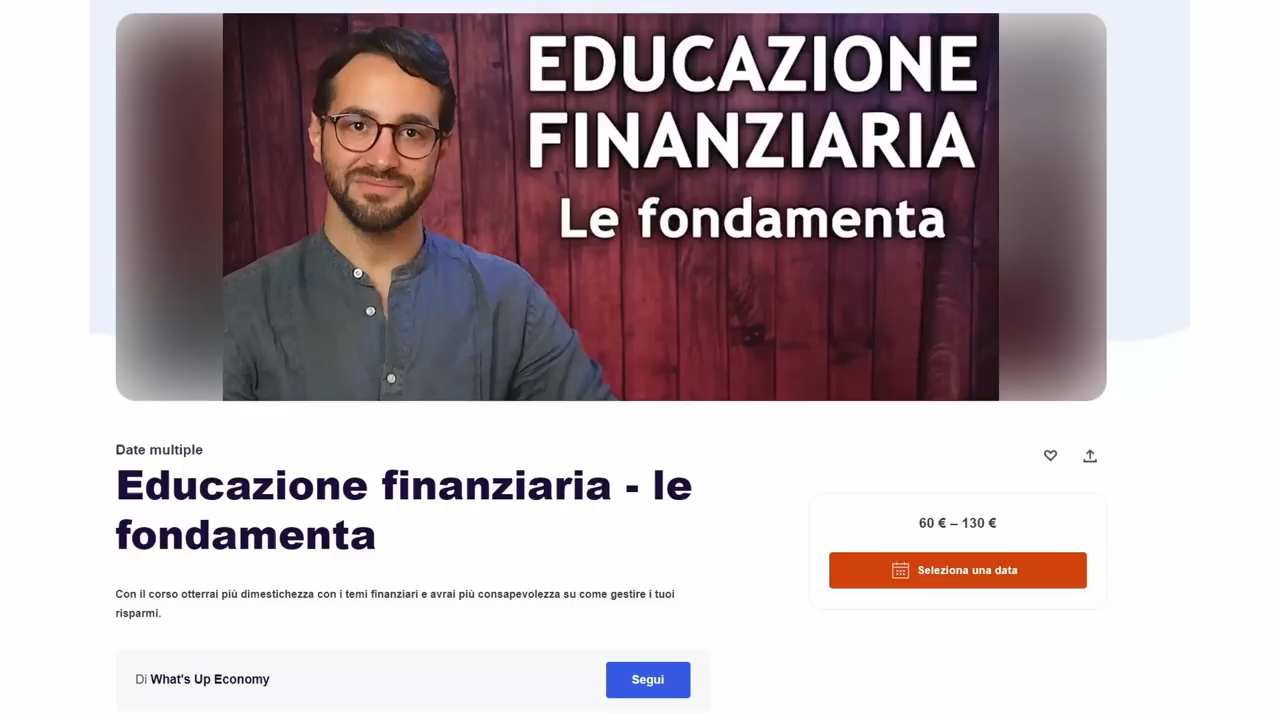 EDUCAZIONE
FINANZIARIA
Le fondamenta
Date multiple
Educazione finanziaria - le
fondamenta
60 € – 130 €
Seleziona una data
Con il corso otterrai più dimestichezza con i temi finanziari e avrai più consapevolezza su come gestire i tuoi
risparmi.
Di What's Up Economy
Segui